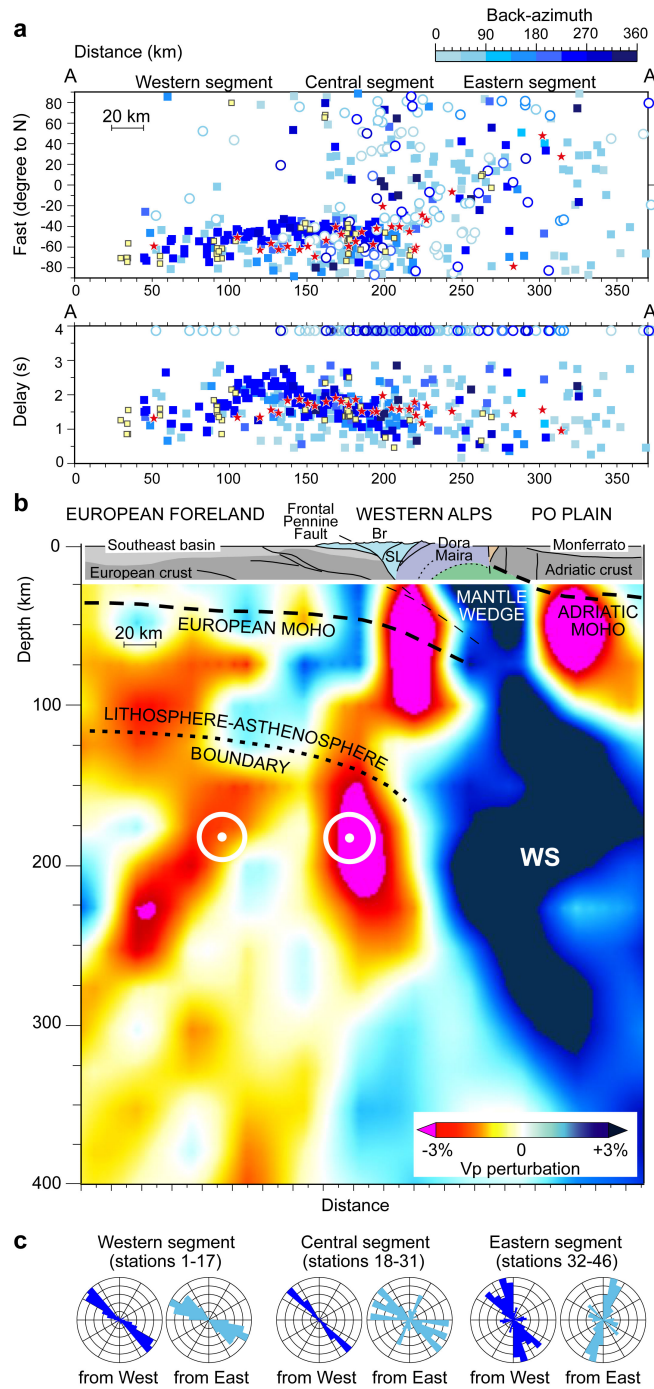 a
Back-azimuth
0 90 180 270 360
Distance (km)
A A
Western segment Central segment Eastern segment
20 km
Fast (degree to N)
80
60
40
20
0
-20
-40
-60
-80
0 50 100 150 200 250 300 350
A A
Delay (s)
4
3
2
1
0
0 50 100 150 200 250 300 350
b
EUROPEAN FORELAND WESTERN ALPS PO PLAIN
Frontal
Pennine
Fault
Br
SL
Dora
Maira
Southeast basin
European crust
Monferrato
Adriatic crust
MANTLE
WEDGE
ADRIATIC
MOHO
EUROPEAN MOHO
20 km
LITHOSPHERE-ASTHENOSPHERE
BOUNDARY
WS
Depth (km)
0
100
200
300
400
-3% 0 +3%
Vp perturbation
Distance
c
Western segment
(stations 1-17)
Central segment
(stations 18-31)
Eastern segment
(stations 32-46)
from West from East from West from East from West from East